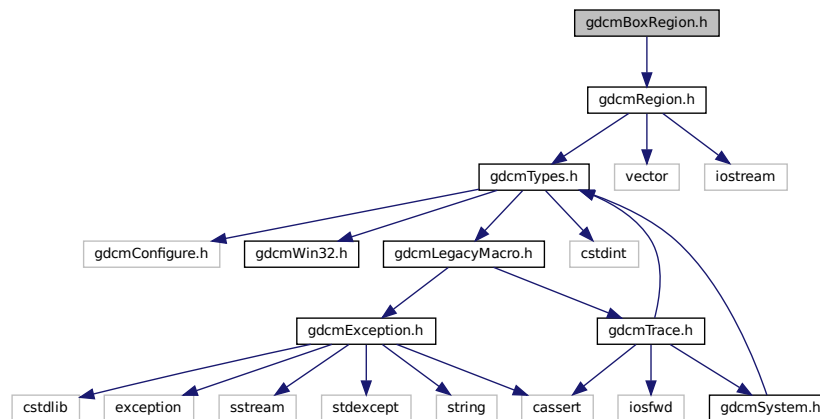 gdcmBoxRegion.h
gdcmRegion.h
gdcmTypes.h
vector
iostream
gdcmConfigure.h
gdcmWin32.h
gdcmLegacyMacro.h
cstdint
gdcmException.h
gdcmTrace.h
cstdlib
exception
sstream
stdexcept
string
cassert
iosfwd
gdcmSystem.h